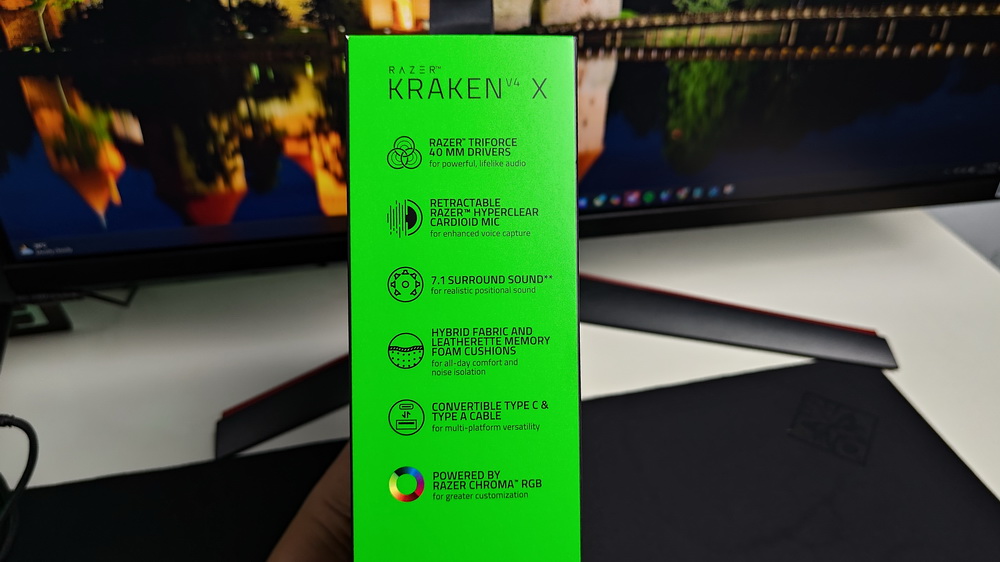 RAZER™
KRAKEN V4 X
RAZER™ TRIFORCE
40 MM DRIVERS
for powerful, lifelike audio
RETRACTABLE
RAZER™ HYPERCLEAR
CARDIOID MIC
for enhanced voice capture
7.1 SURROUND SOUND**
for realistic positional sound
HYBRID FABRIC AND
LEATHERETTE MEMORY
FOAM CUSHIONS
for all-day comfort and
noise isolation
CONVERTIBLE TYPE C &
TYPE A CABLE
for multi-platform versatility
POWERED BY
RAZER CHROMA™ RGB
for greater customization